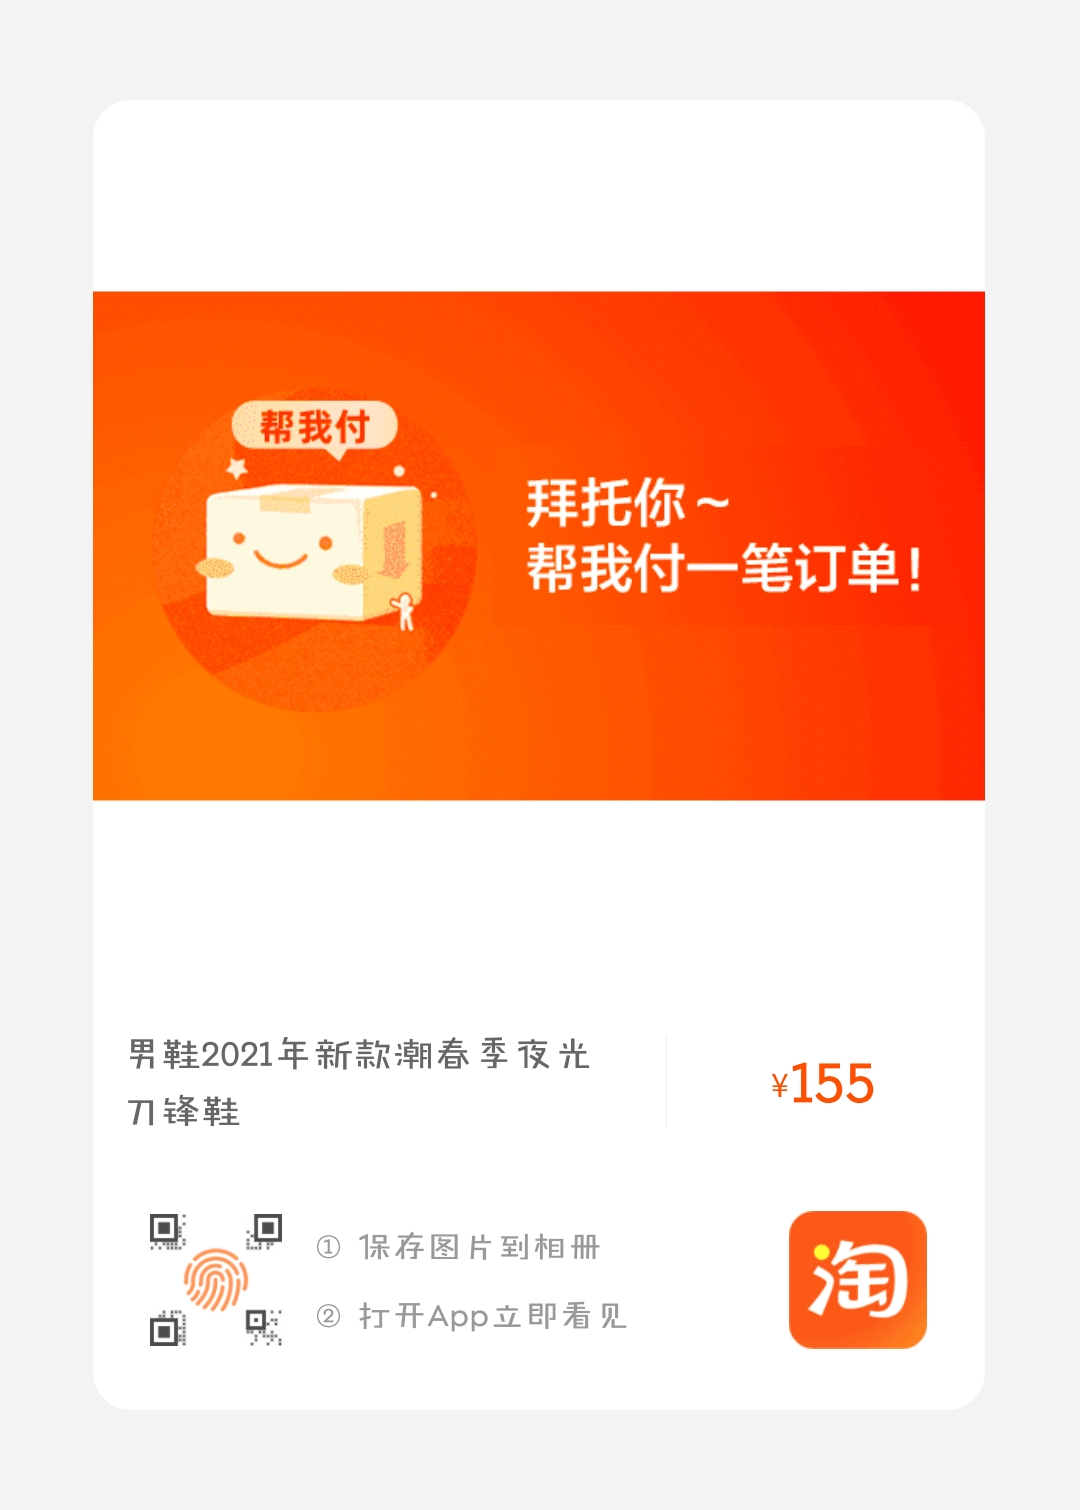 帮我付
拜托你~
帮我付一笔订单!
男鞋2021年新款潮春季夜光
刀锋鞋
¥155
① 保存图片到相册
② 打开App立即看见
淘